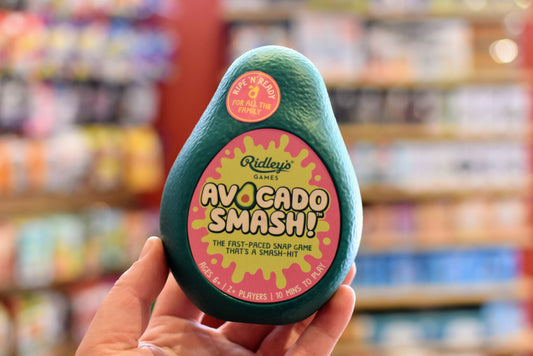 RIPE 'N' READY
FOR ALL THE
FAMILY
Ridley's
GAMES
AVOCADO
SMASH!™
THE FAST-PACED SNAP GAME
THAT'S A SMASH-HIT
AGES 6+ | 2+ PLAYERS | 10 MINS TO PLAY